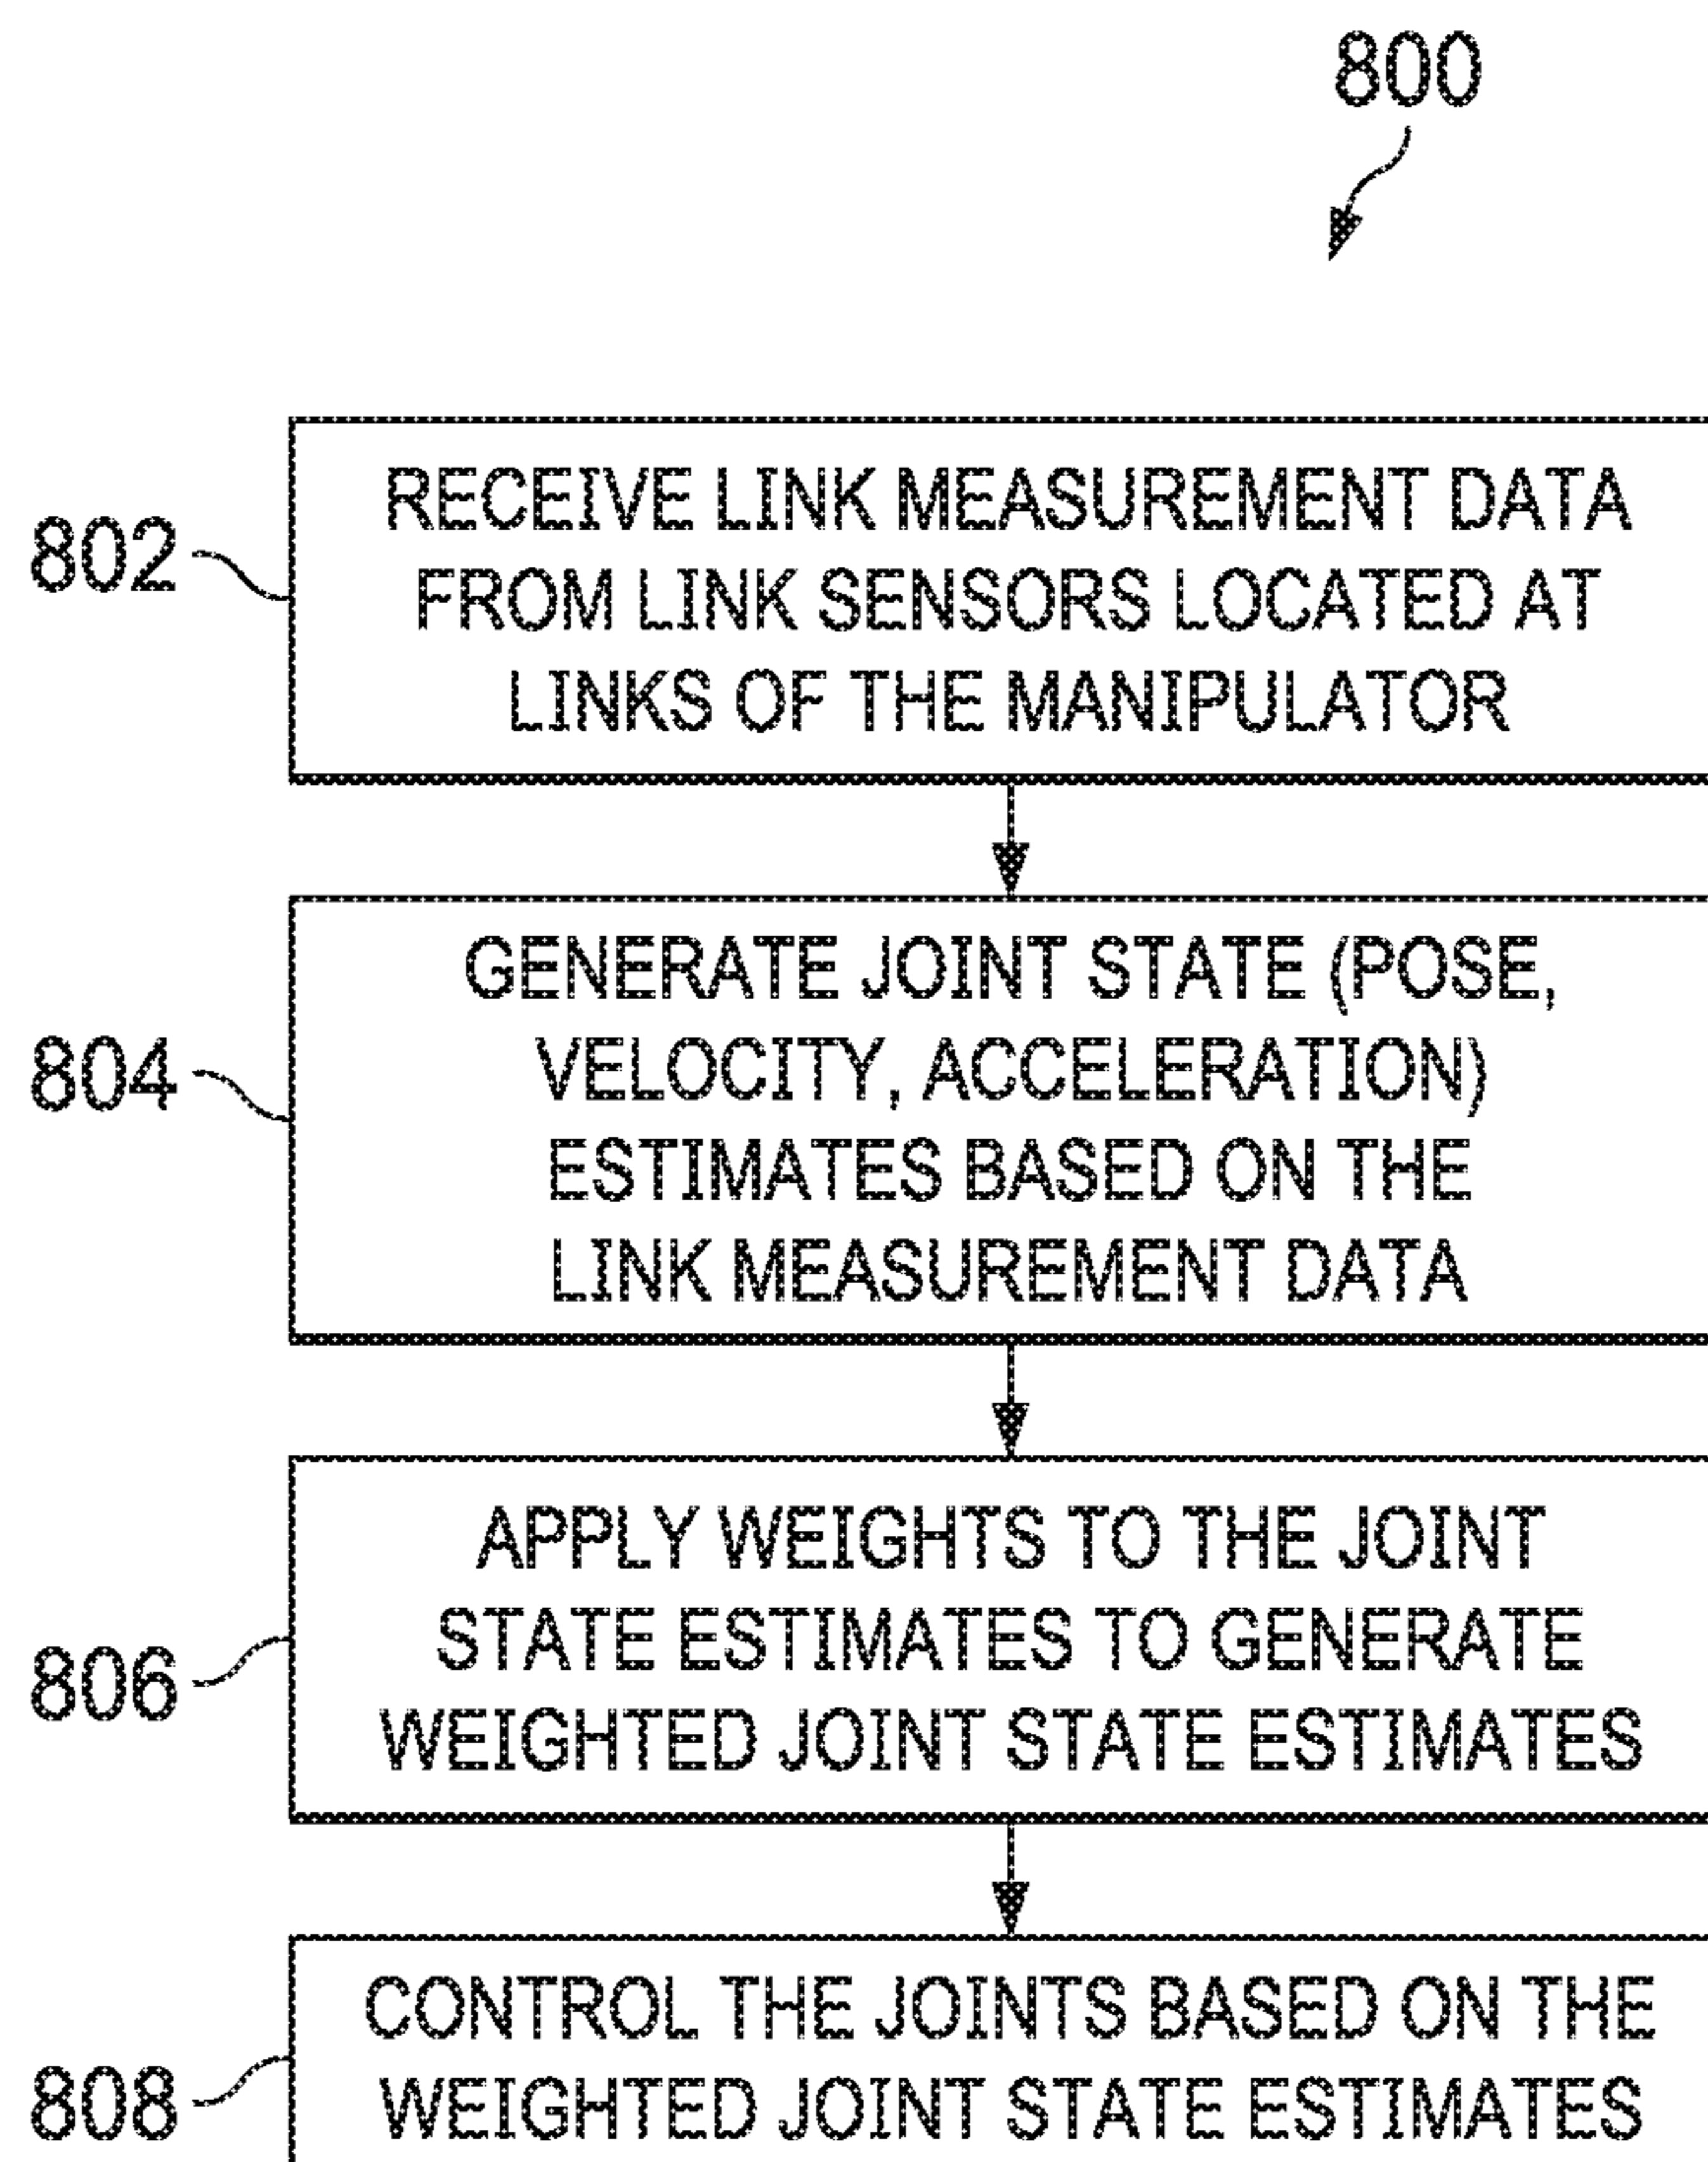 800
802
RECEIVE LINK MEASUREMENT DATA
FROM LINK SENSORS LOCATED AT
LINKS OF THE MANIPULATOR
804
GENERATE JOINT STATE (POSE,
VELOCITY, ACCELERATION)
ESTIMATES BASED ON THE
LINK MEASUREMENT DATA
806
APPLY WEIGHTS TO THE JOINT
STATE ESTIMATES TO GENERATE
WEIGHTED JOINT STATE ESTIMATES
808
CONTROL THE JOINTS BASED ON THE
WEIGHTED JOINT STATE ESTIMATES